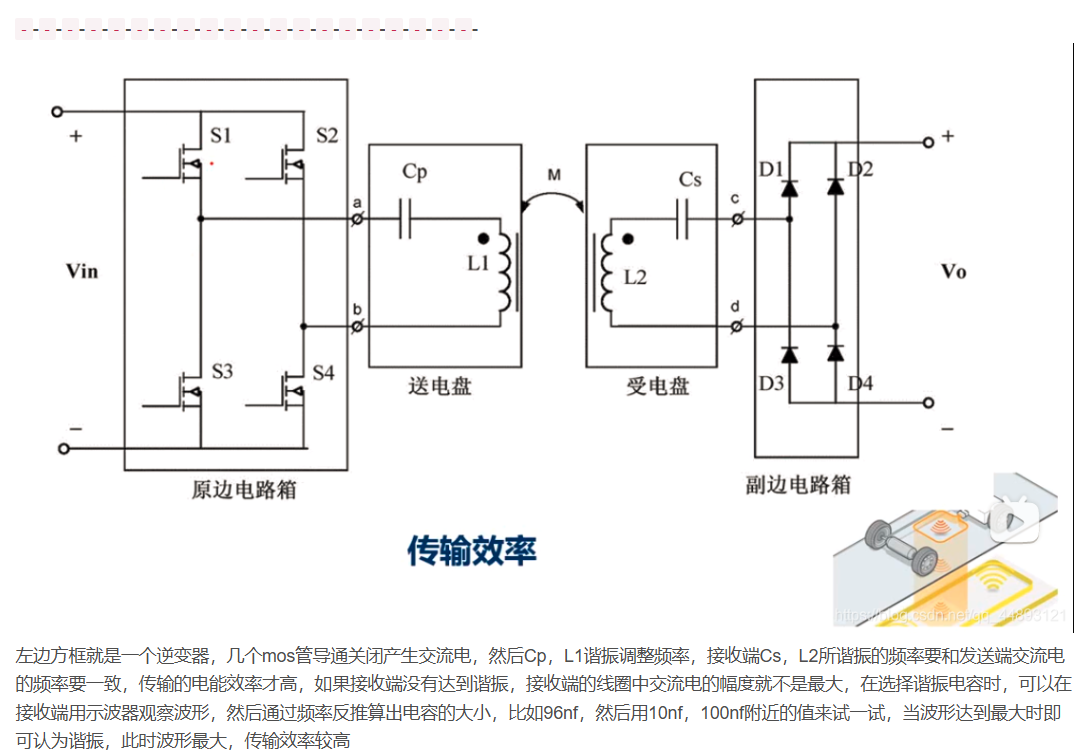 - - - - - - - - - - - - - - - - - - - -
S1
S2
+
Vin
S3
S4
−
a
b
Cp
L1
M
Cs
L2
c
d
D1
D2
+
Vo
D3
D4
−
送电盘
受电盘
原边电路箱
副边电路箱
传输效率
https://blog.csdn.net/qq_44893121
左边方框就是一个逆变器，几个mos管导通关闭产生交流电，然后Cp，L1谐振调整频率，接收端Cs，L2所谐振的频率要和发送端交流电
的频率要一致，传输的电能效率才高，如果接收端没有达到谐振，接收端的线圈中交流电的幅度就不是最大，在选择谐振电容时，可以在
接收端用示波器观察波形，然后通过频率反推算出电容的大小，比如96nf，然后用10nf，100nf附近的值来试一试，当波形达到最大时即
可认为谐振，此时波形最大，传输效率较高